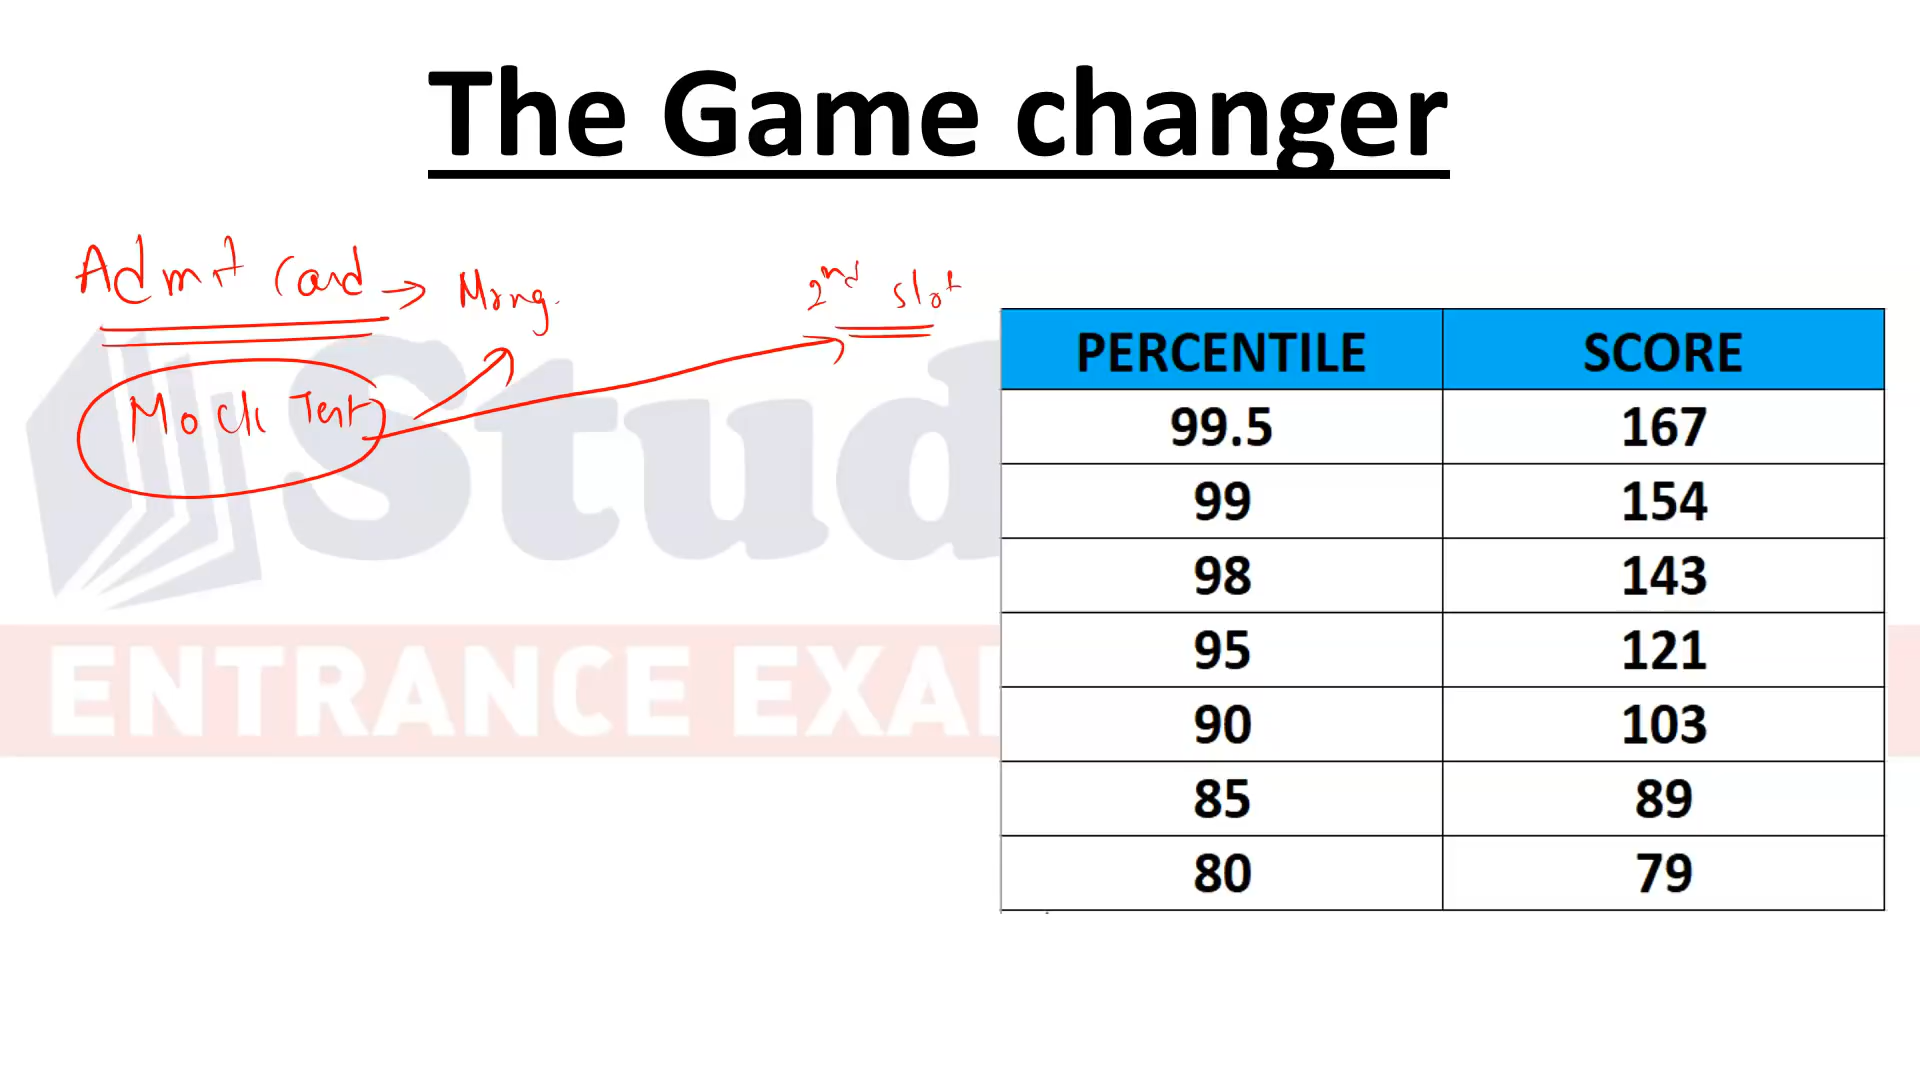 The Game changer
Admit Card → Mrng.
2nd slot
Mock Test
Stud
ENTRANCE EXA
PERCENTILE SCORE
99.5 167
99 154
98 143
95 121
90 103
85 89
80 79